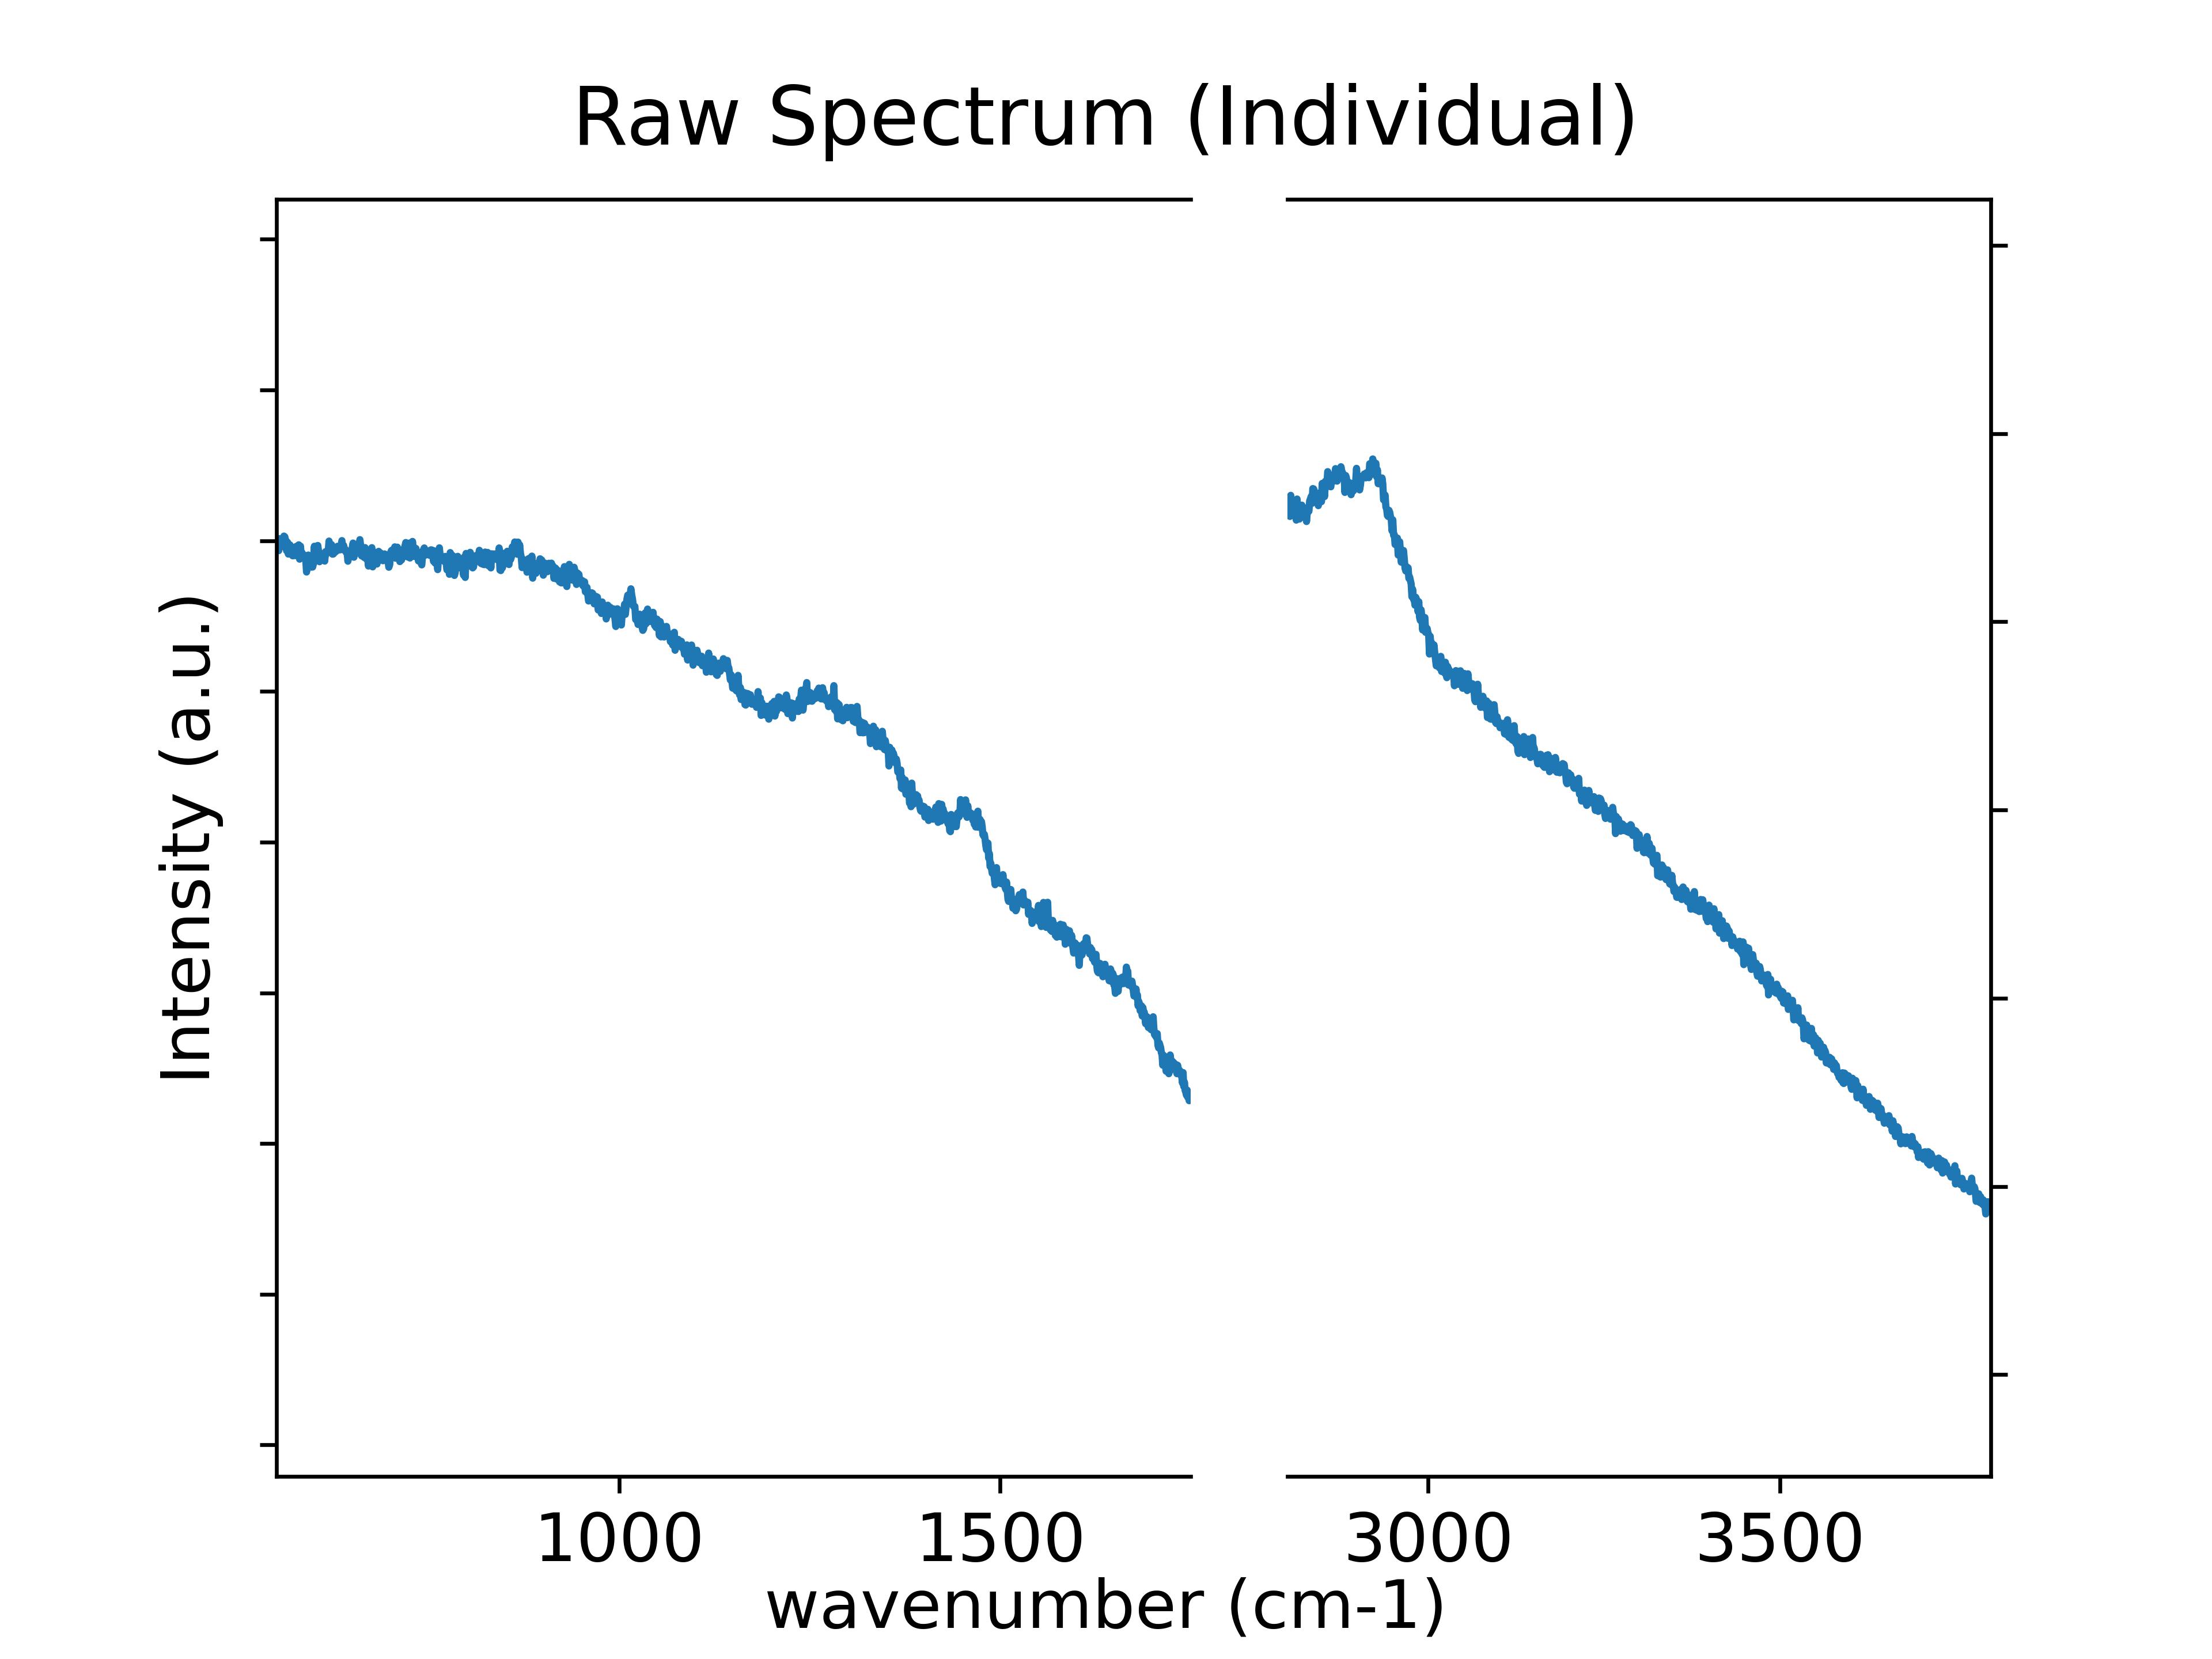 Raw Spectrum (Individual)
Intensity (a.u.)
1000 1500 3000 3500
wavenumber (cm-1)